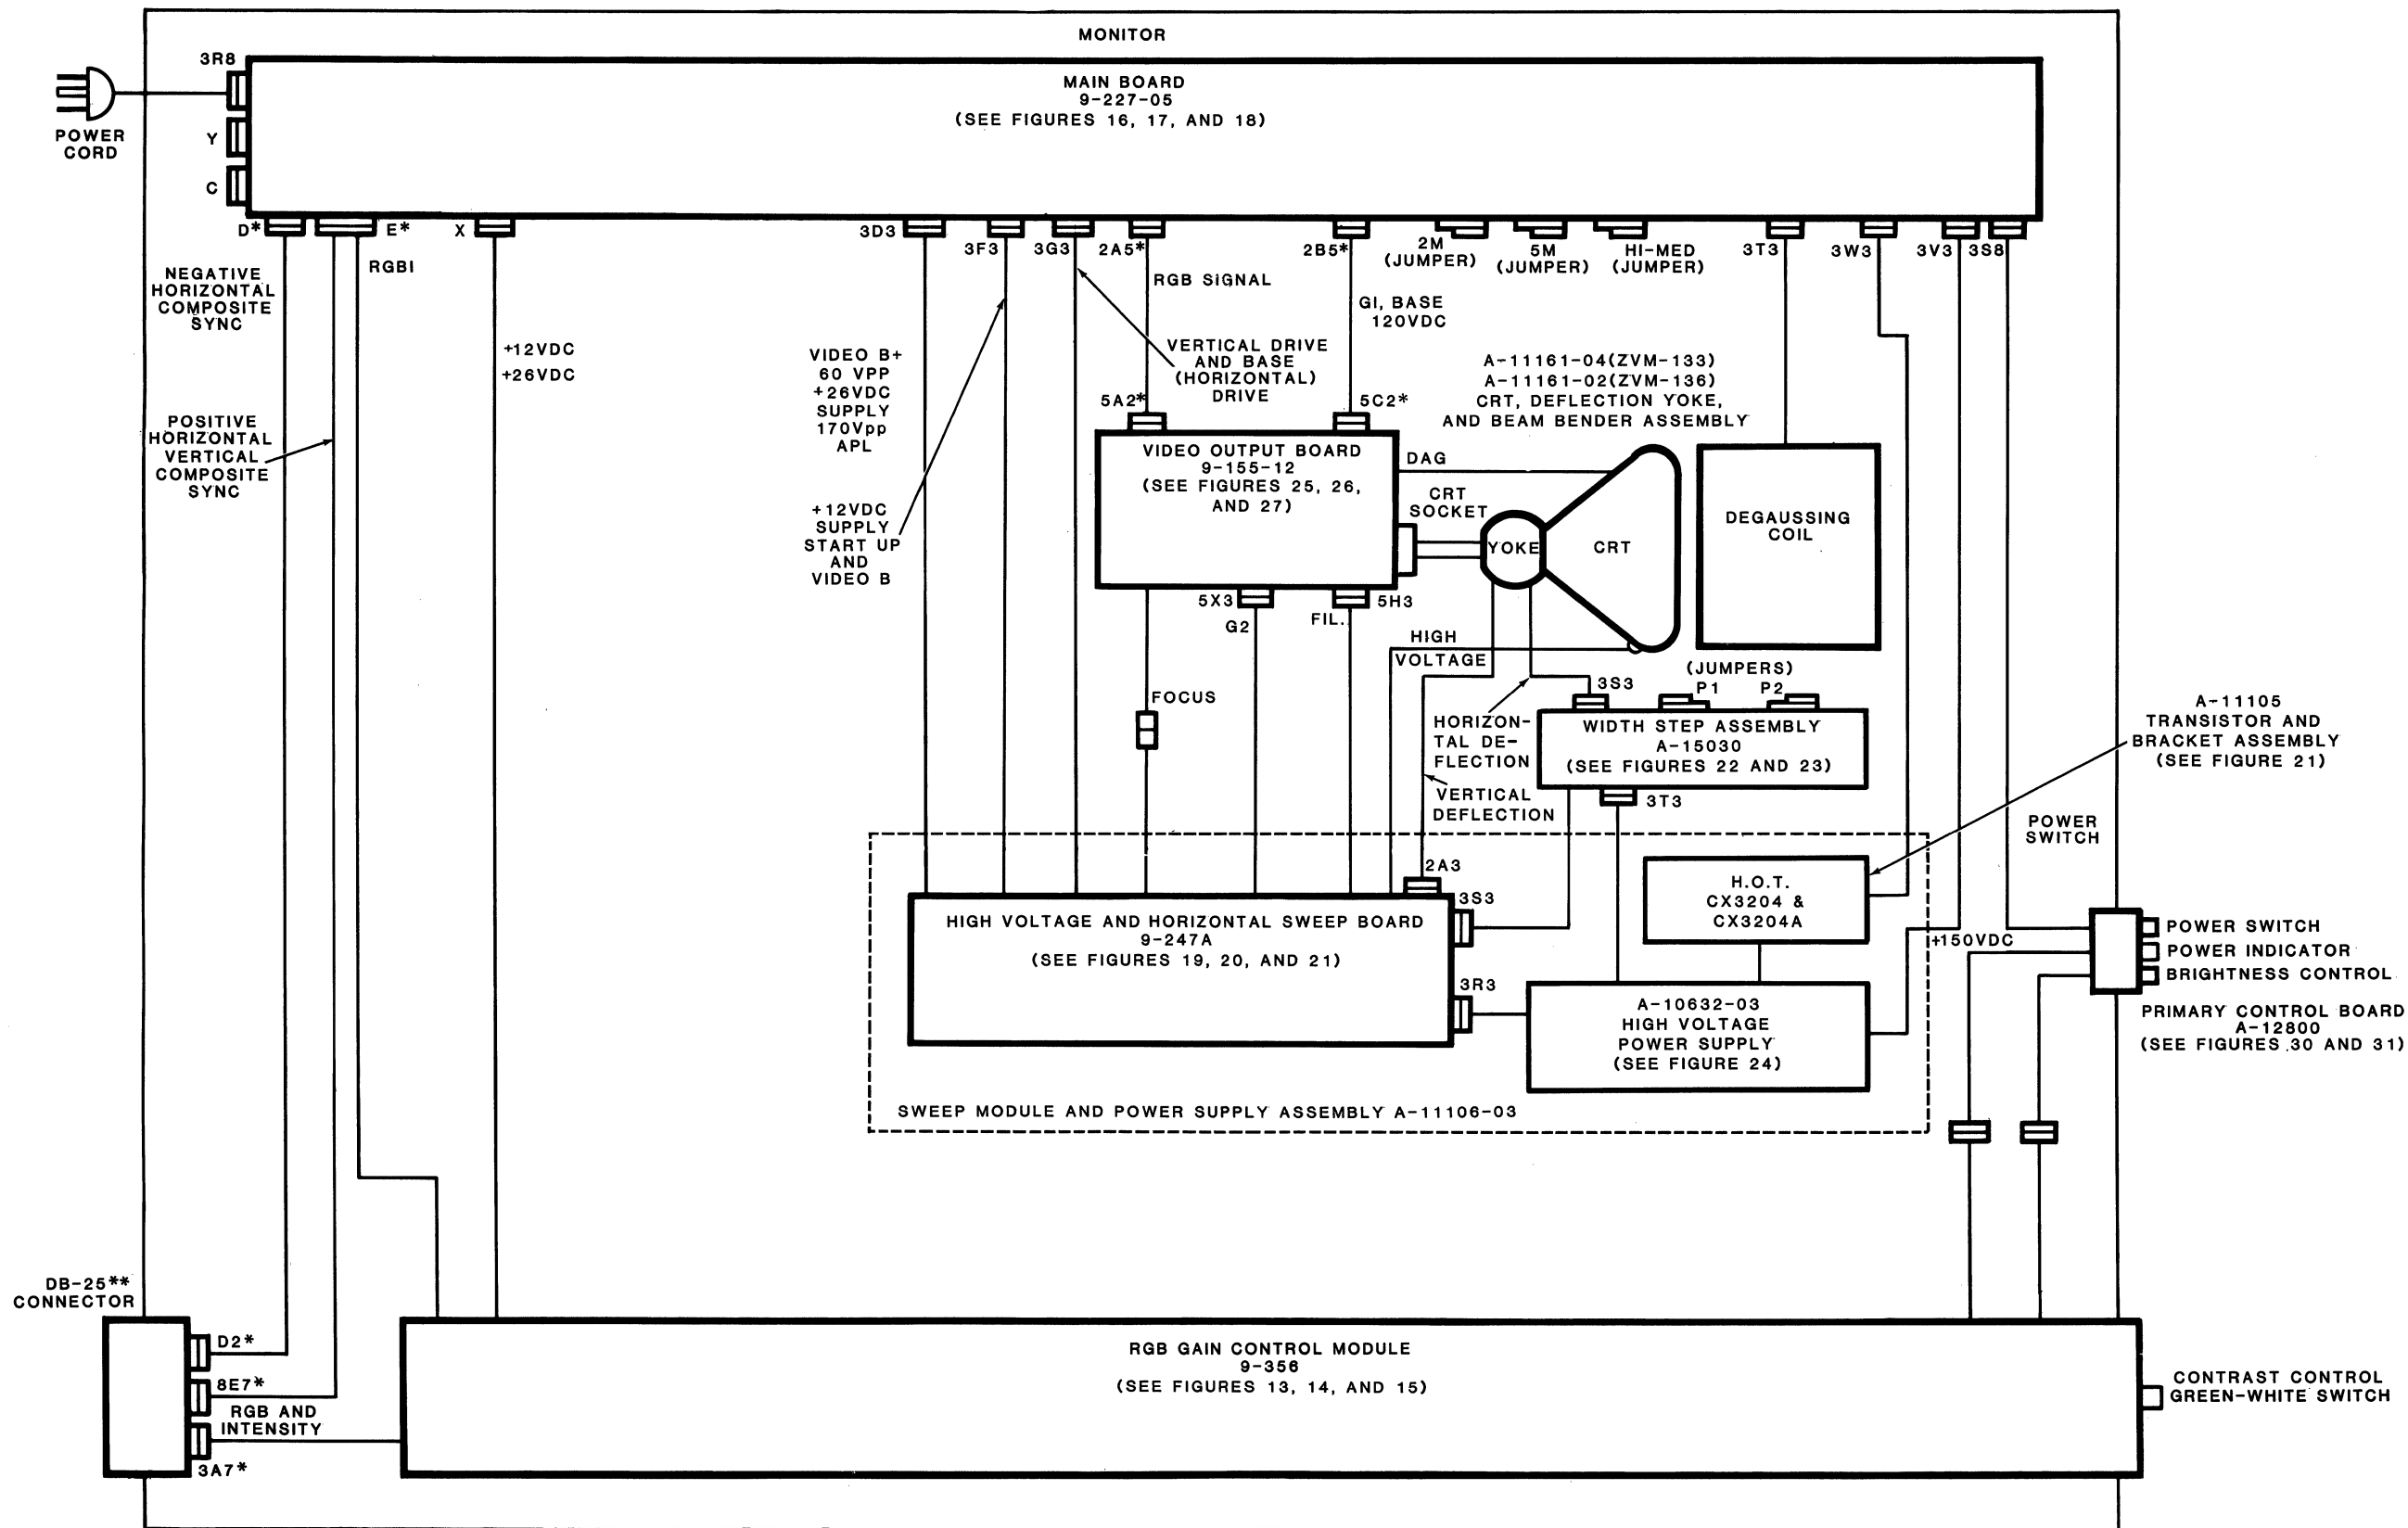 MONITOR
3R8
MAIN BOARD
9-227-05
(SEE FIGURES 16, 17, AND 18)
POWER
CORD
Y
C
D*
E*
X
3D3
3F3
3G3
2A5*
2B5*
2M
(JUMPER)
5M
(JUMPER)
HI-MED
(JUMPER)
3T3
3W3
3V3
3S8
NEGATIVE
HORIZONTAL
COMPOSITE
SYNC
RGBI
RGB SIGNAL
GI, BASE
120VDC
+12VDC
+26VDC
VIDEO B+
60 VPP
+26VDC
SUPPLY
170Vpp
APL
VERTICAL DRIVE
AND BASE
(HORIZONTAL)
DRIVE
A-11161-04(ZVM-133)
A-11161-02(ZVM-136)
CRT, DEFLECTION YOKE,
AND BEAM BENDER ASSEMBLY
POSITIVE
HORIZONTAL
VERTICAL
COMPOSITE
SYNC
5A2*
5C2*
VIDEO OUTPUT BOARD
9-155-12
(SEE FIGURES 25, 26,
AND 27)
DAG
CRT
SOCKET
YOKE
CRT
DEGAUSSING
COIL
+12VDC
SUPPLY
START UP
AND
VIDEO B
5X3
G2
FIL.
5H3
HIGH
VOLTAGE
(JUMPERS)
P1
P2
3S3
FOCUS
HORIZON-
TAL DE-
FLECTION
WIDTH STEP ASSEMBLY
A-15030
(SEE FIGURES 22 AND 23)
A-11105
TRANSISTOR AND
BRACKET ASSEMBLY
(SEE FIGURE 21)
VERTICAL
DEFLECTION
3T3
POWER
SWITCH
2A3
3S3
H.O.T.
CX3204 &
CX3204A
HIGH VOLTAGE AND HORIZONTAL SWEEP BOARD
9-247A
(SEE FIGURES 19, 20, AND 21)
+150VDC
POWER SWITCH
POWER INDICATOR
BRIGHTNESS CONTROL
3R3
A-10632-03
HIGH VOLTAGE
POWER SUPPLY
(SEE FIGURE 24)
PRIMARY CONTROL BOARD
A-12800
(SEE FIGURES 30 AND 31)
SWEEP MODULE AND POWER SUPPLY ASSEMBLY A-11106-03
DB-25**
CONNECTOR
D2*
8E7*
RGB AND
INTENSITY
3A7*
RGB GAIN CONTROL MODULE
9-356
(SEE FIGURES 13, 14, AND 15)
CONTRAST CONTROL
GREEN-WHITE SWITCH